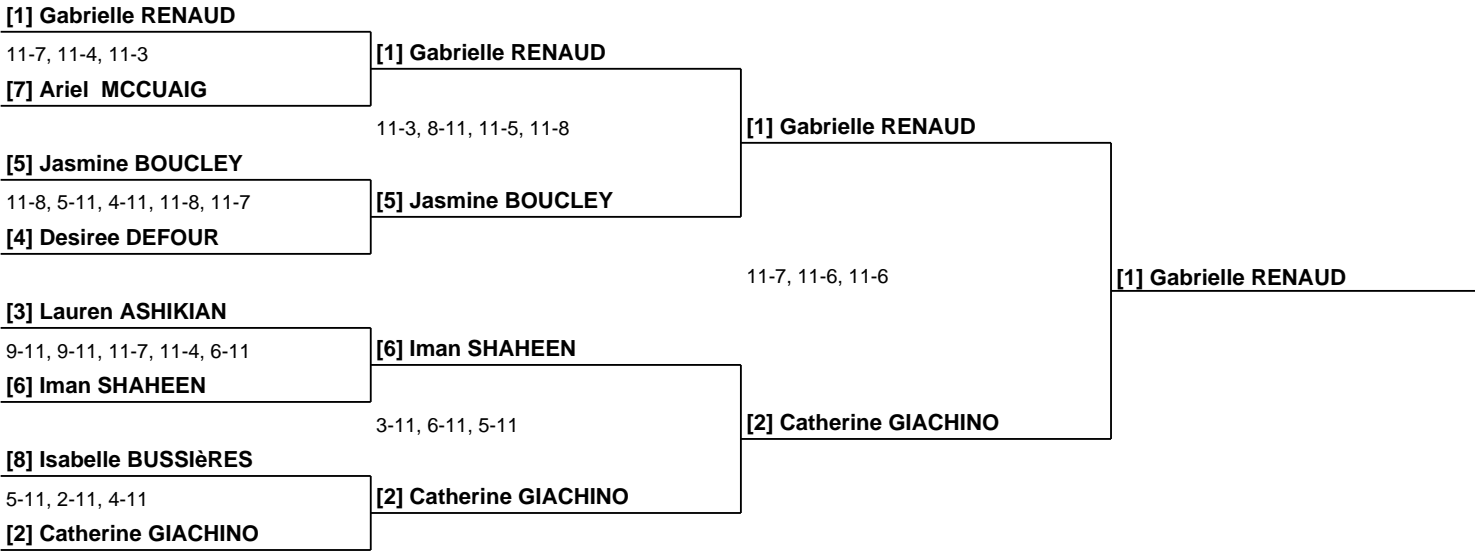 [1] Gabrielle RENAUD
11-7, 11-4, 11-3
[1] Gabrielle RENAUD
[7] Ariel  MCCUAIG
11-3, 8-11, 11-5, 11-8
[1] Gabrielle RENAUD
[5] Jasmine BOUCLEY
11-8, 5-11, 4-11, 11-8, 11-7
[5] Jasmine BOUCLEY
[4] Desiree DEFOUR
11-7, 11-6, 11-6
[1] Gabrielle RENAUD
[3] Lauren ASHIKIAN
9-11, 9-11, 11-7, 11-4, 6-11
[6] Iman SHAHEEN
[6] Iman SHAHEEN
3-11, 6-11, 5-11
[2] Catherine GIACHINO
[8] Isabelle BUSSIèRES
5-11, 2-11, 4-11
[2] Catherine GIACHINO
[2] Catherine GIACHINO